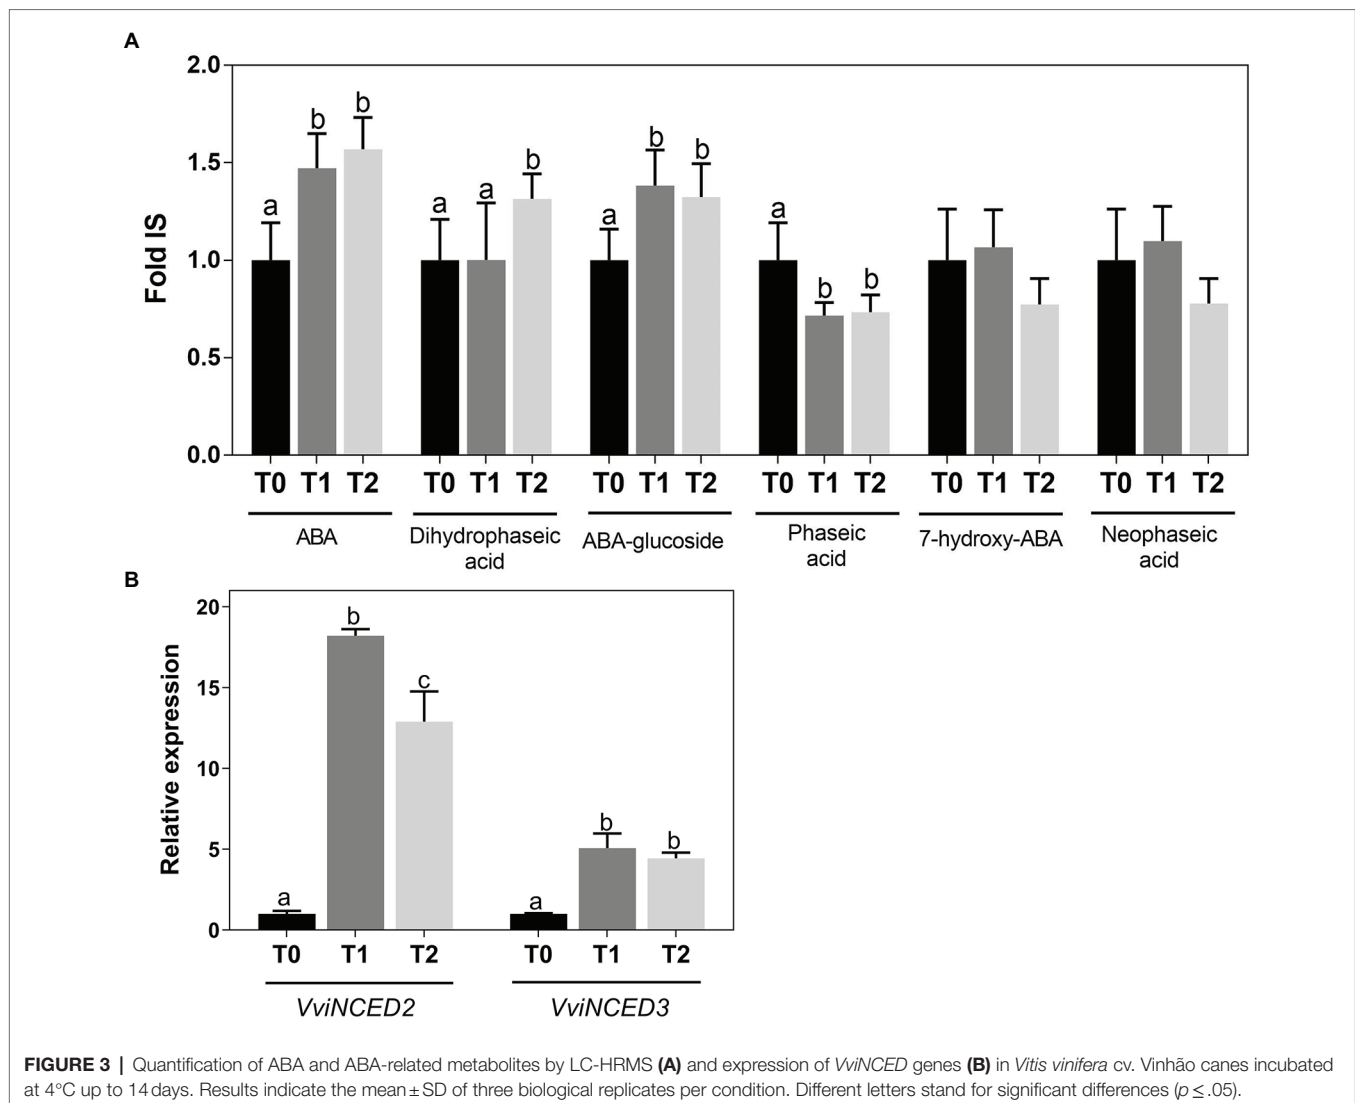 A
2.0
1.5
1.0
0.5
0.0
Fold IS
a b b a a b a b b a b b
T0 T1 T2 T0 T1 T2 T0 T1 T2 T0 T1 T2 T0 T1 T2 T0 T1 T2
ABA
Dihydrophaseic
acid
ABA-glucoside
Phaseic
acid
7-hydroxy-ABA
Neophaseic
acid
B
20
15
10
5
0
Relative expression
a b c a b b
T0 T1 T2 T0 T1 T2
VviNCED2 VviNCED3
FIGURE 3 | Quantification of ABA and ABA-related metabolites by LC-HRMS (A) and expression of VviNCED genes (B) in Vitis vinifera cv. Vinhão canes incubated
at 4°C up to 14 days. Results indicate the mean ± SD of three biological replicates per condition. Different letters stand for significant differences (p ≤ .05).